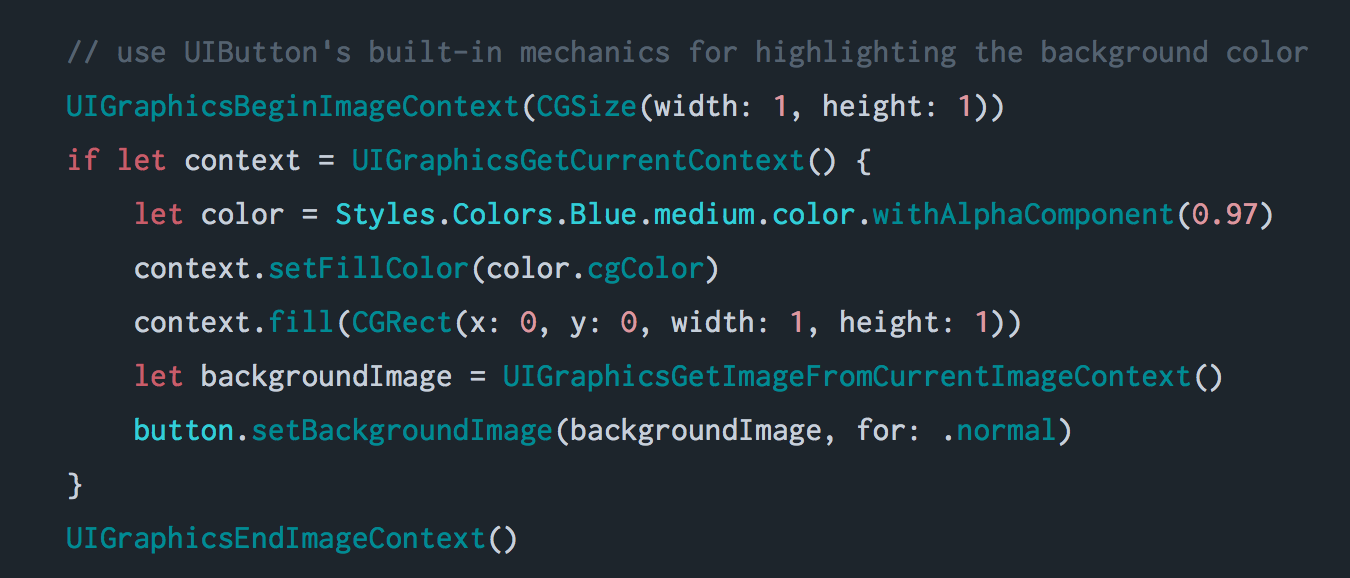 // use UIButton's built-in mechanics for highlighting the background color
UIGraphicsBeginImageContext(CGSize(width: 1, height: 1))
if let context = UIGraphicsGetCurrentContext() {
    let color = Styles.Colors.Blue.medium.color.withAlphaComponent(0.97)
    context.setFillColor(color.cgColor)
    context.fill(CGRect(x: 0, y: 0, width: 1, height: 1))
    let backgroundImage = UIGraphicsGetImageFromCurrentImageContext()
    button.setBackgroundImage(backgroundImage, for: .normal)
}
UIGraphicsEndImageContext()